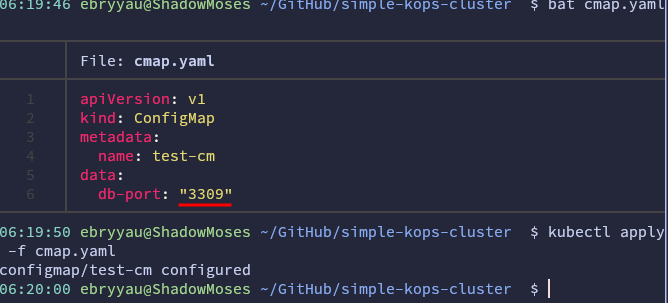 06:19:46 ebryyau@ShadowMoses ~/GitHub/simple-kops-cluster $ bat cmap.yaml
File: cmap.yaml
1 apiVersion: v1
2 kind: ConfigMap
3 metadata:
4   name: test-cm
5 data:
6   db-port: "3309"
06:19:50 ebryyau@ShadowMoses ~/GitHub/simple-kops-cluster $ kubectl apply
-f cmap.yaml
configmap/test-cm configured
06:20:00 ebryyau@ShadowMoses ~/GitHub/simple-kops-cluster $